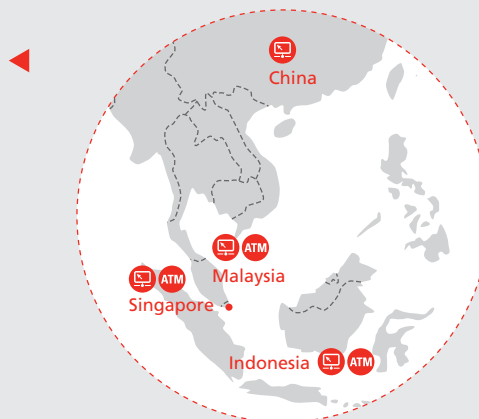 China
ATM
Malaysia
ATM
Singapore
Indonesia ATM